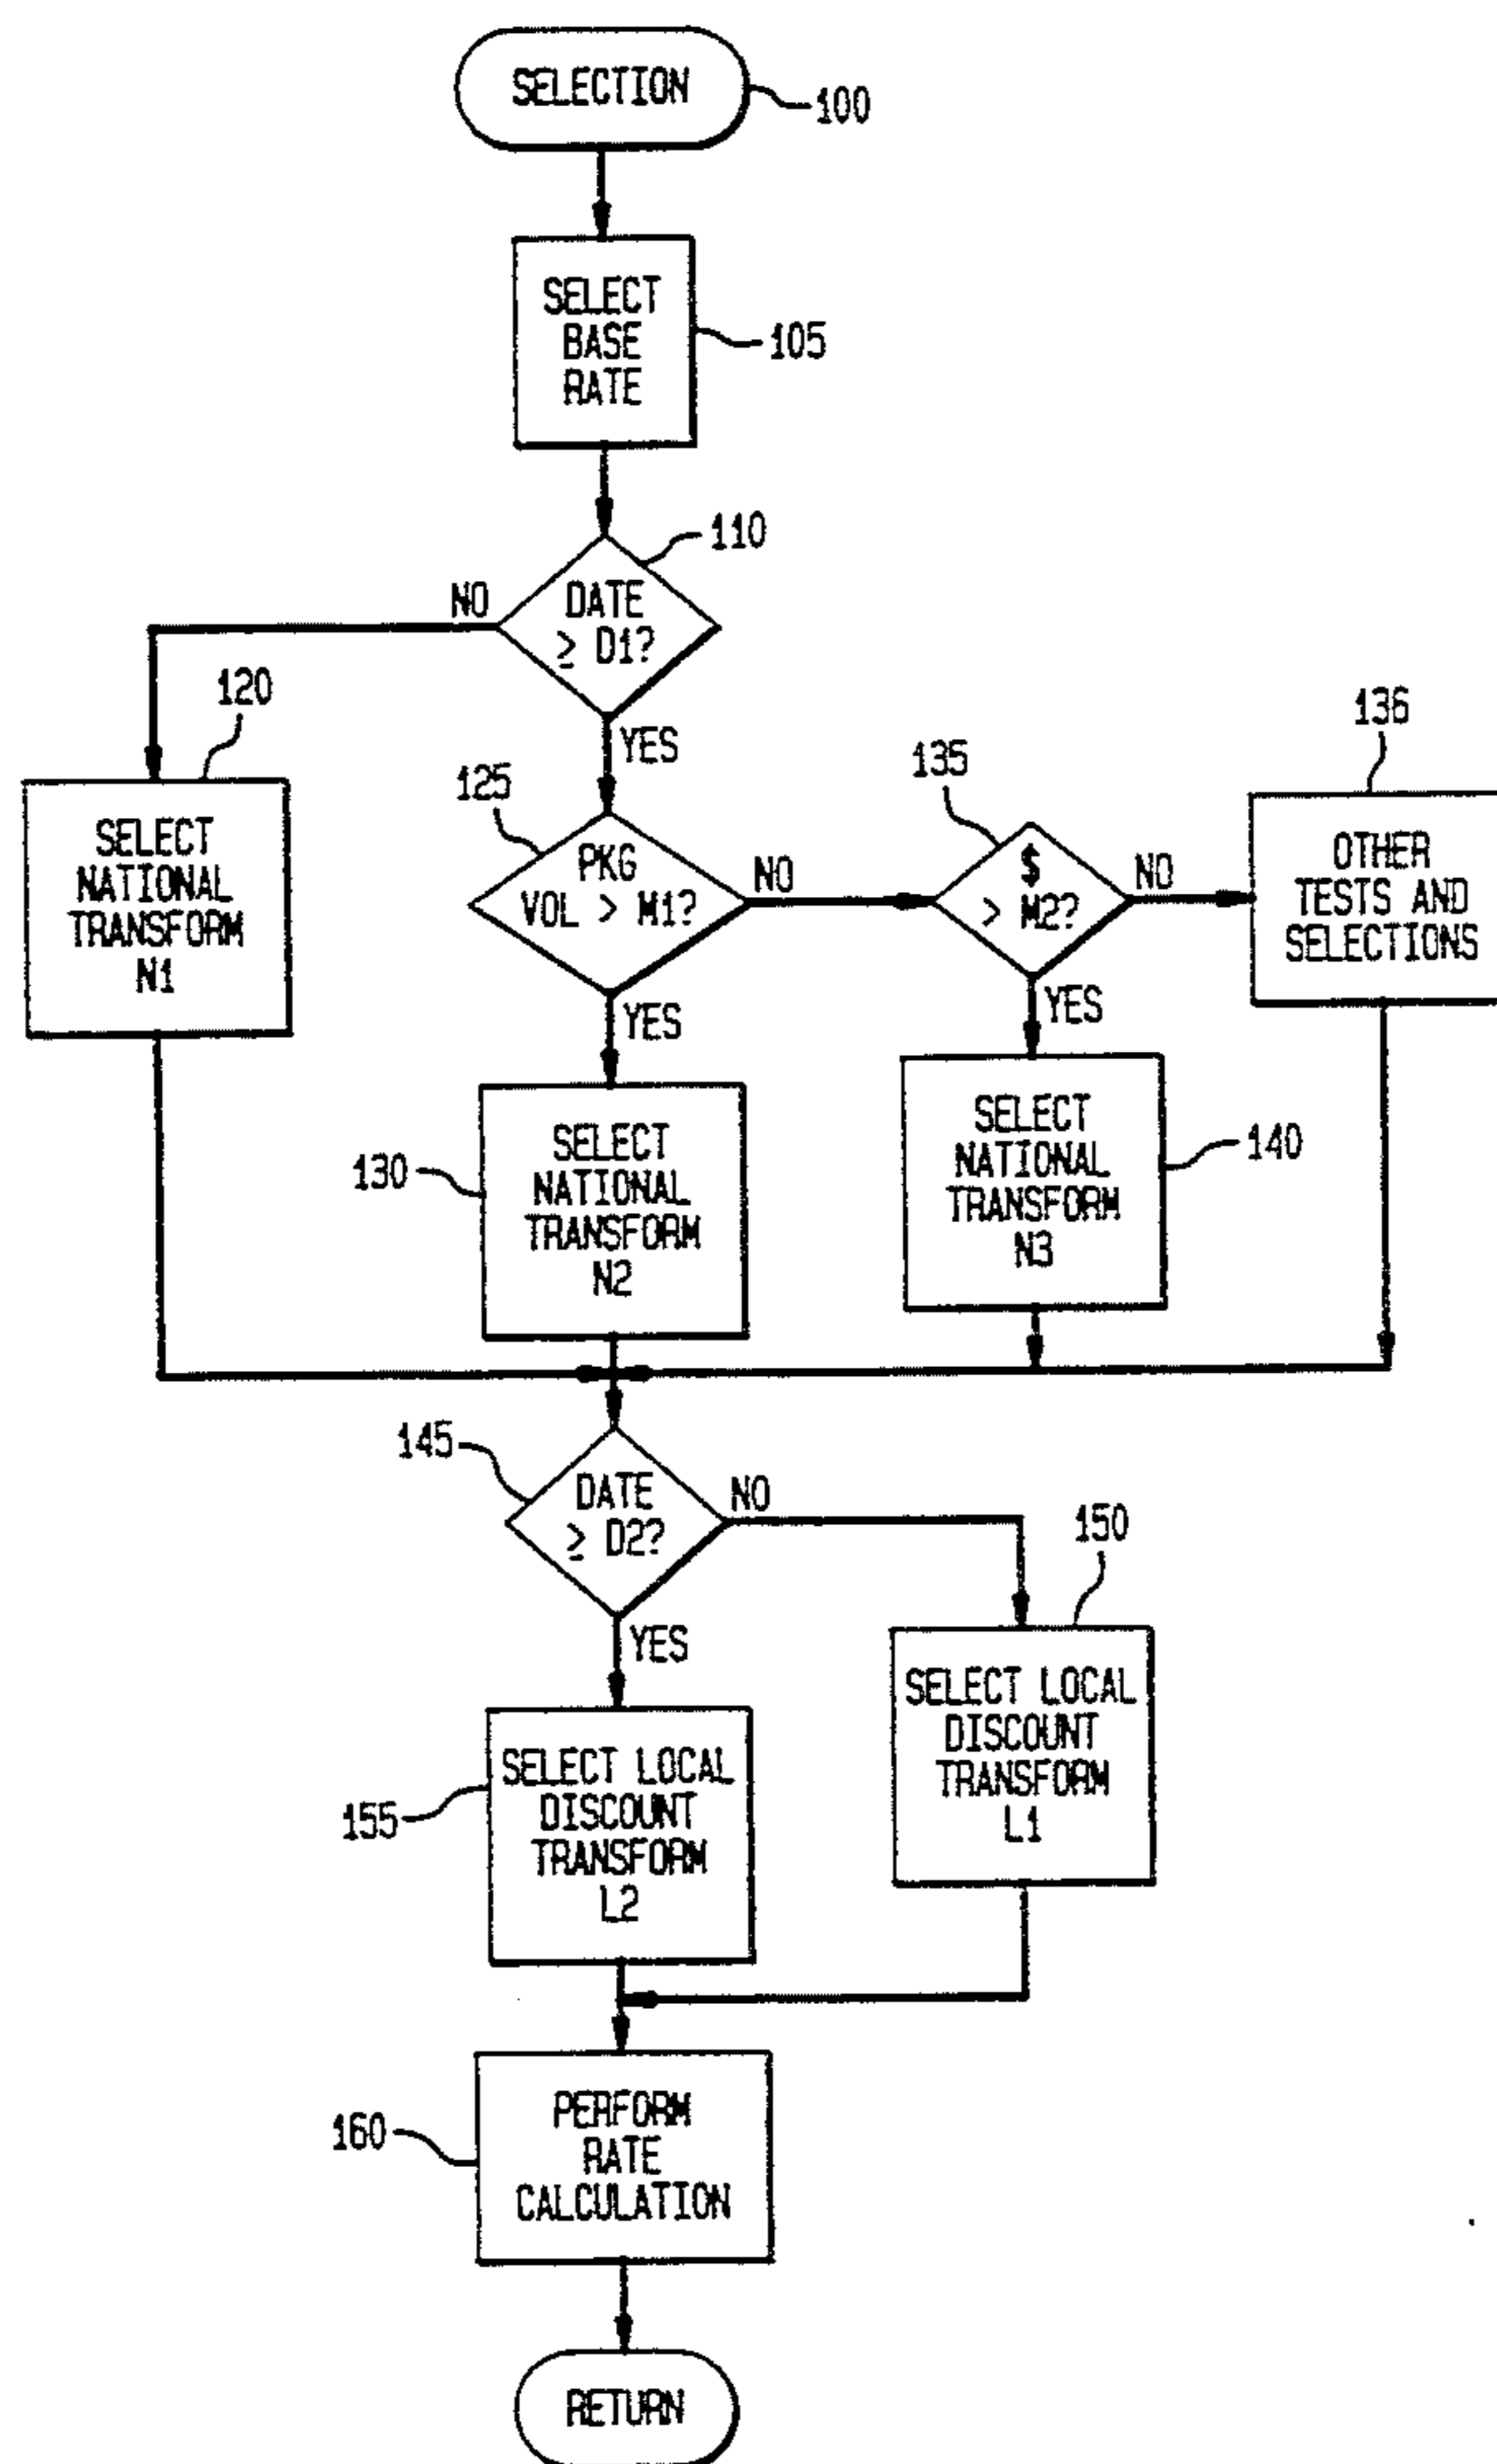 SELECTION
100
SELECT
BASE
RATE
105
110
DATE
≥ D1?
NO
YES
120
SELECT
NATIONAL
TRANSFORM
N1
125
PKG
VOL > M1?
NO
YES
135
$
> M2?
NO
YES
136
OTHER
TESTS AND
SELECTIONS
130
SELECT
NATIONAL
TRANSFORM
N2
SELECT
NATIONAL
TRANSFORM
N3
140
145
DATE
≥ D2?
NO
YES
150
SELECT LOCAL
DISCOUNT
TRANSFORM
L1
155
SELECT LOCAL
DISCOUNT
TRANSFORM
L2
160
PERFORM
RATE
CALCULATION
RETURN